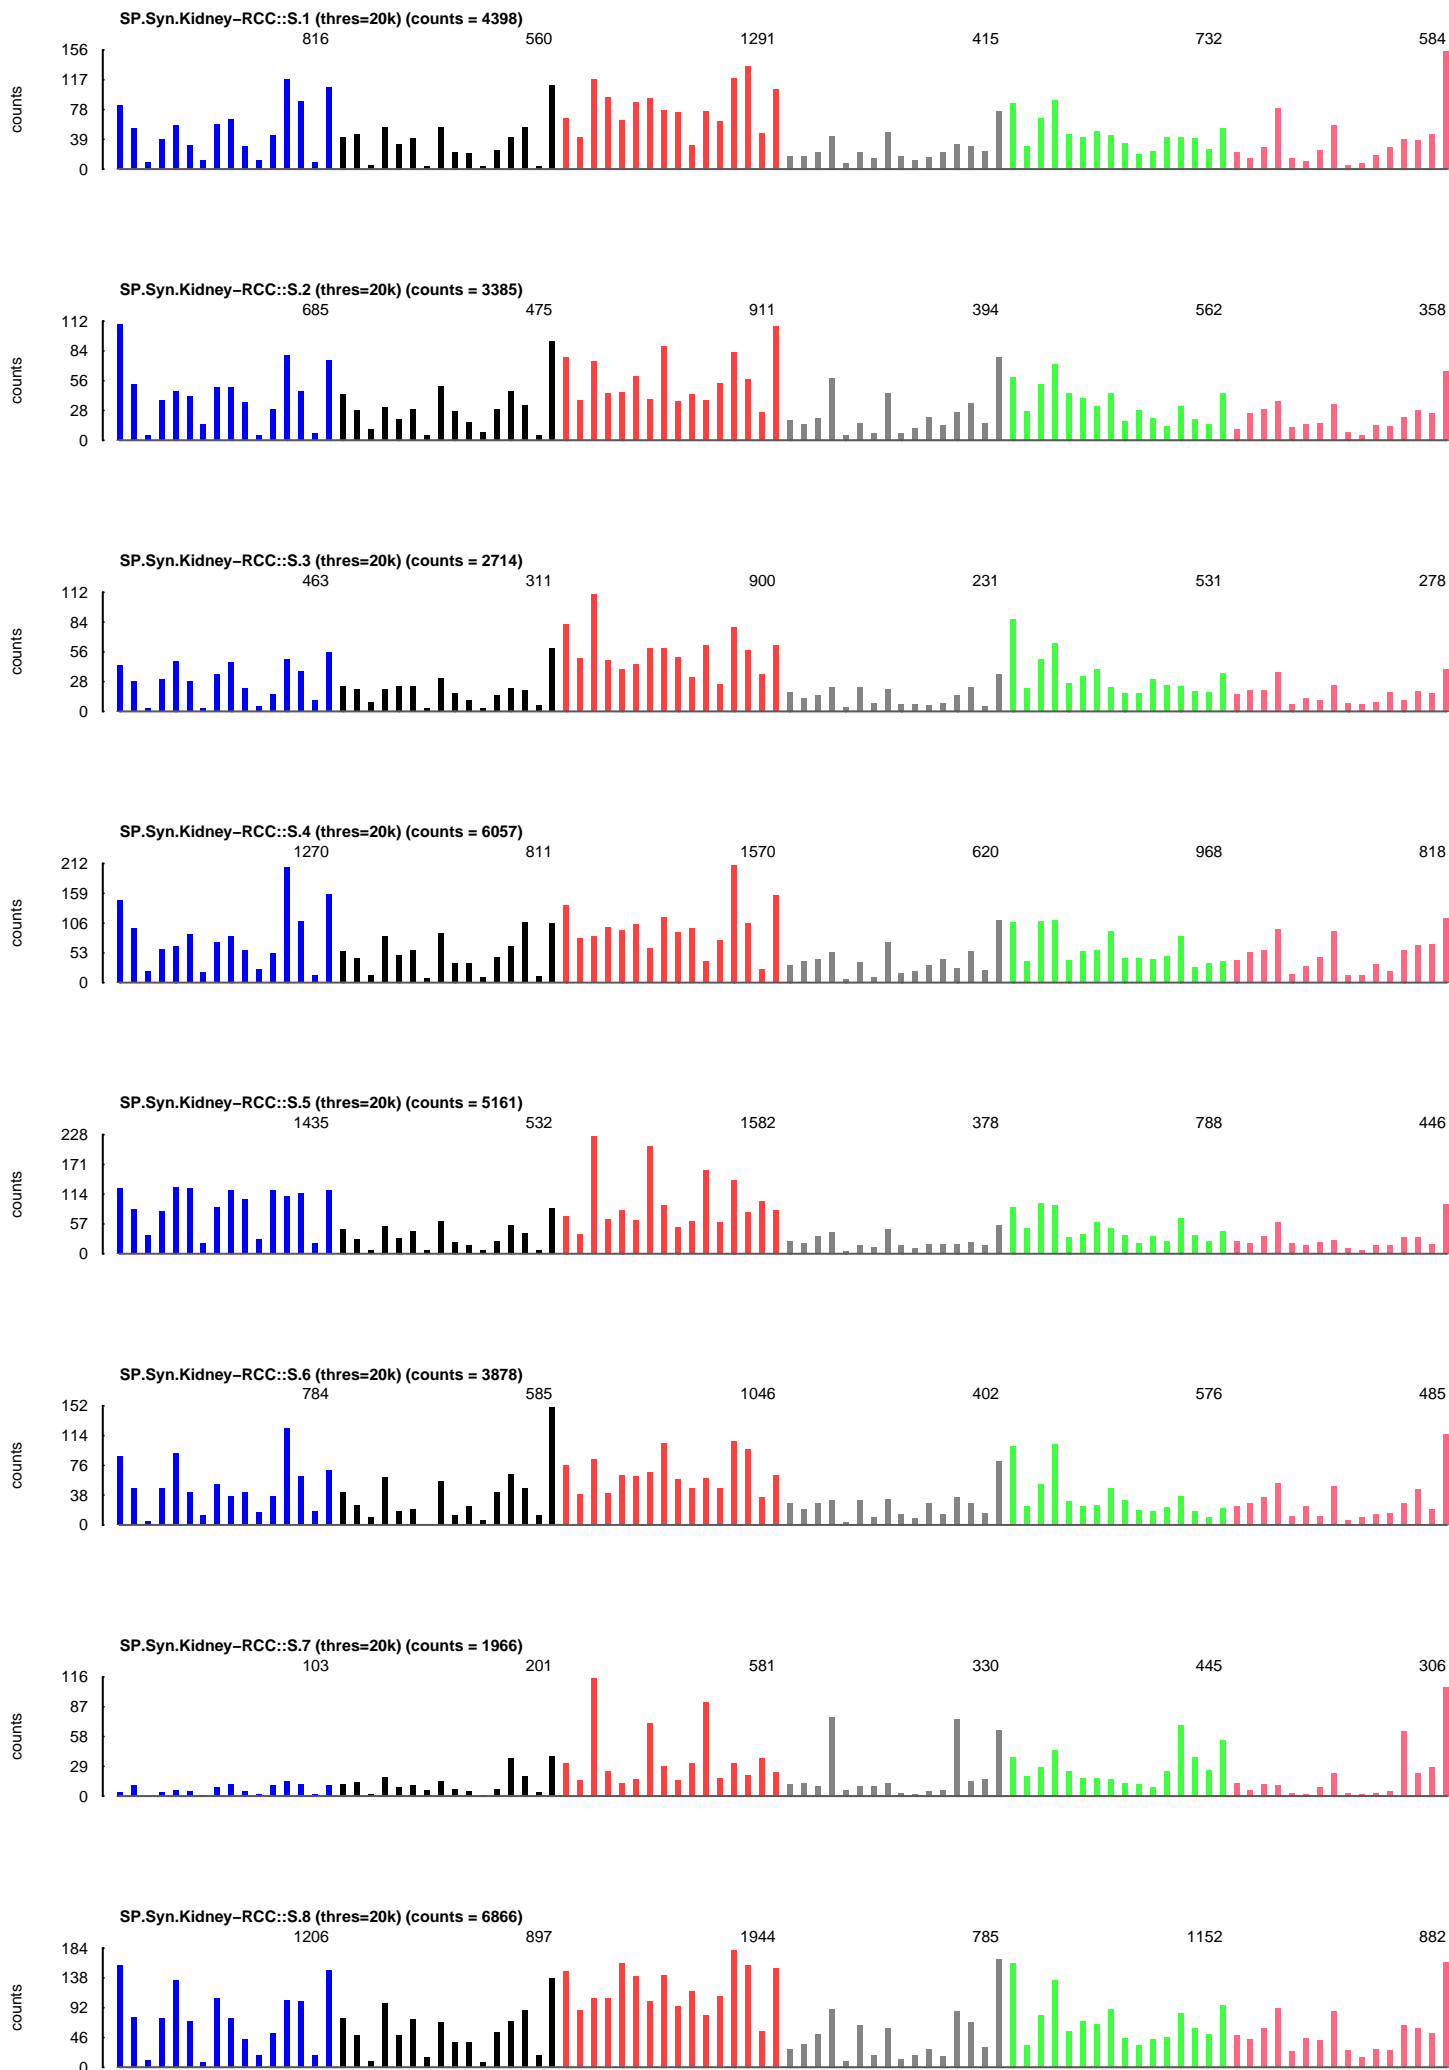 SP.Syn.Kidney−RCC::S.1 (thres=20k) (counts = 4398)
816 560 1291 415 732 584
156
117
78
39
0
counts
SP.Syn.Kidney−RCC::S.2 (thres=20k) (counts = 3385)
685 475 911 394 562 358
112
84
56
28
0
counts
SP.Syn.Kidney−RCC::S.3 (thres=20k) (counts = 2714)
463 311 900 231 531 278
112
84
56
28
0
counts
SP.Syn.Kidney−RCC::S.4 (thres=20k) (counts = 6057)
1270 811 1570 620 968 818
212
159
106
53
0
counts
SP.Syn.Kidney−RCC::S.5 (thres=20k) (counts = 5161)
1435 532 1582 378 788 446
228
171
114
57
0
counts
SP.Syn.Kidney−RCC::S.6 (thres=20k) (counts = 3878)
784 585 1046 402 576 485
152
114
76
38
0
counts
SP.Syn.Kidney−RCC::S.7 (thres=20k) (counts = 1966)
103 201 581 330 445 306
116
87
58
29
0
counts
SP.Syn.Kidney−RCC::S.8 (thres=20k) (counts = 6866)
1206 897 1944 785 1152 882
184
138
92
46
0
counts